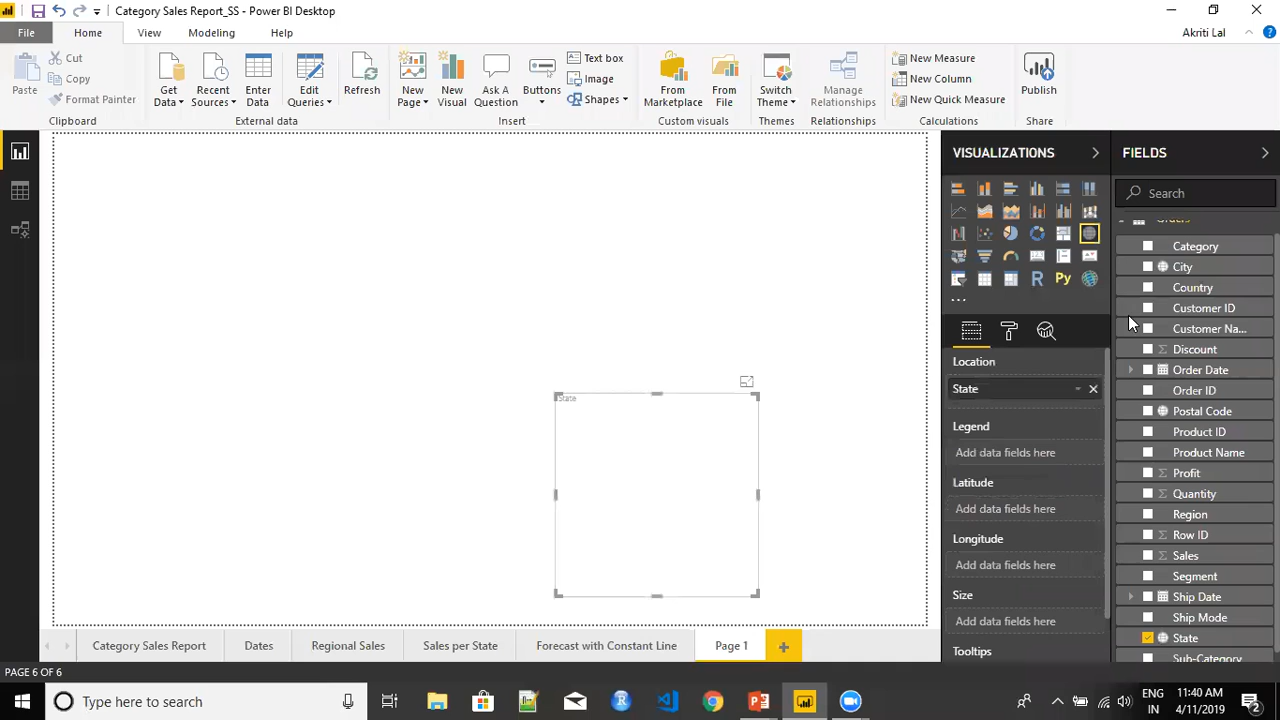 Category Sales Report_SS - Power BI Desktop
File
Home
View
Modeling
Help
Akriti Lal
Paste
Cut
Copy
Format Painter
Clipboard
Get Data
Recent Sources
Enter Data
Edit Queries
Refresh
External data
New Page
New Visual
Ask A Question
Buttons
Text box
Image
Shapes
Insert
From Marketplace
From File
Custom visuals
Switch Theme
Themes
Manage Relationships
Relationships
New Measure
New Column
New Quick Measure
Calculations
Publish
Share
State
VISUALIZATIONS
R
Py
Location
State
Legend
Add data fields here
Latitude
Add data fields here
Longitude
Add data fields here
Size
Add data fields here
Tooltips
FIELDS
Search
Orders
Category
City
Country
Customer ID
Customer Na...
Discount
Order Date
Order ID
Postal Code
Product ID
Product Name
Profit
Quantity
Region
Row ID
Sales
Segment
Ship Date
Ship Mode
State
Sub-Category
Category Sales Report
Dates
Regional Sales
Sales per State
Forecast with Constant Line
Page 1
PAGE 6 OF 6
Type here to search
ENG
IN
11:40 AM
4/11/2019
2